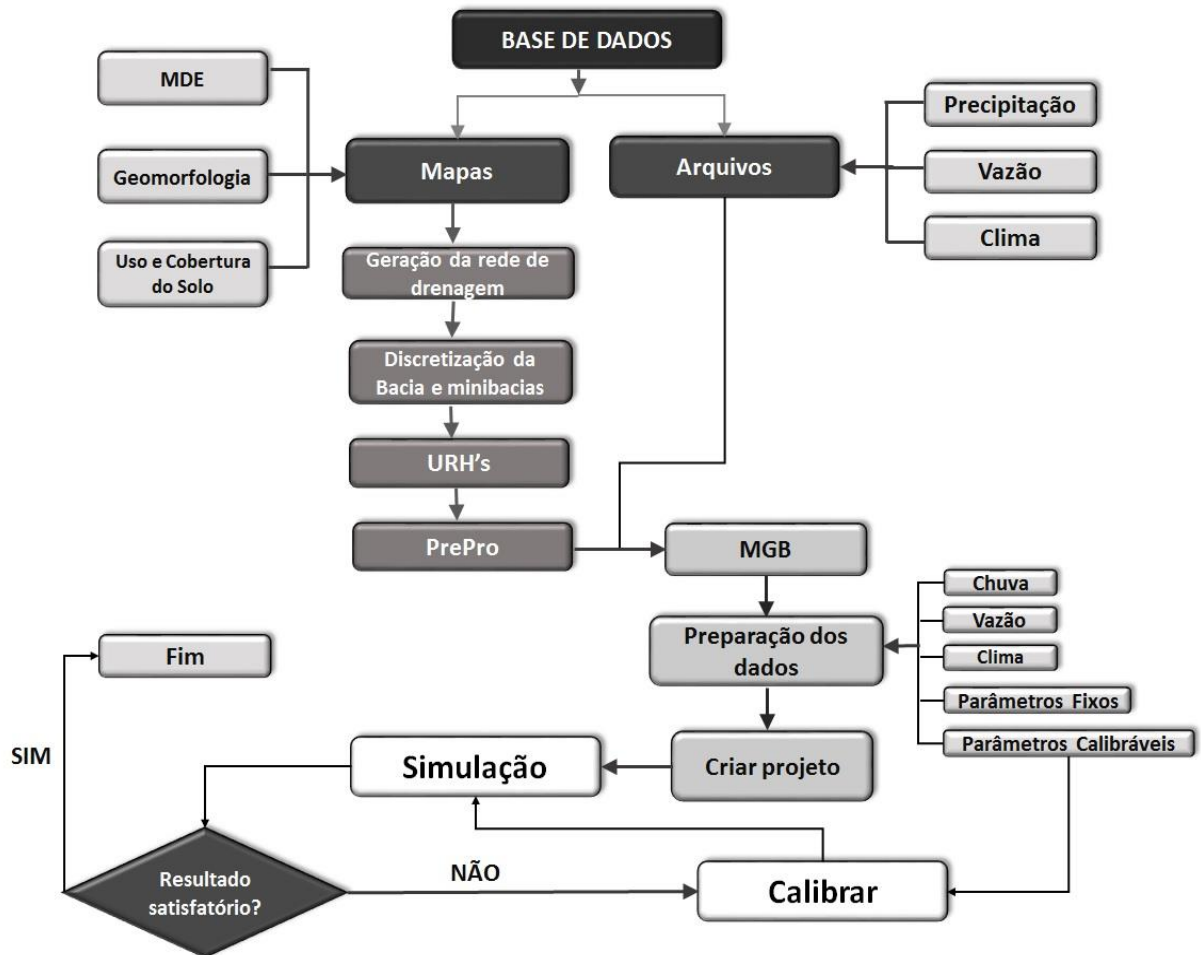 BASE DE DADOS
MDE
Geomorfologia
Uso e Cobertura
do Solo
Mapas
Arquivos
Precipitação
Vazão
Clima
Geração da rede de
drenagem
Discretização da
Bacia e minibacias
URH's
PrePro
MGB
Preparação dos
dados
Chuva
Vazão
Clima
Parâmetros Fixos
Parâmetros Calibráveis
Criar projeto
Simulação
Fim
SIM
Resultado
satisfatório?
NÃO
Calibrar